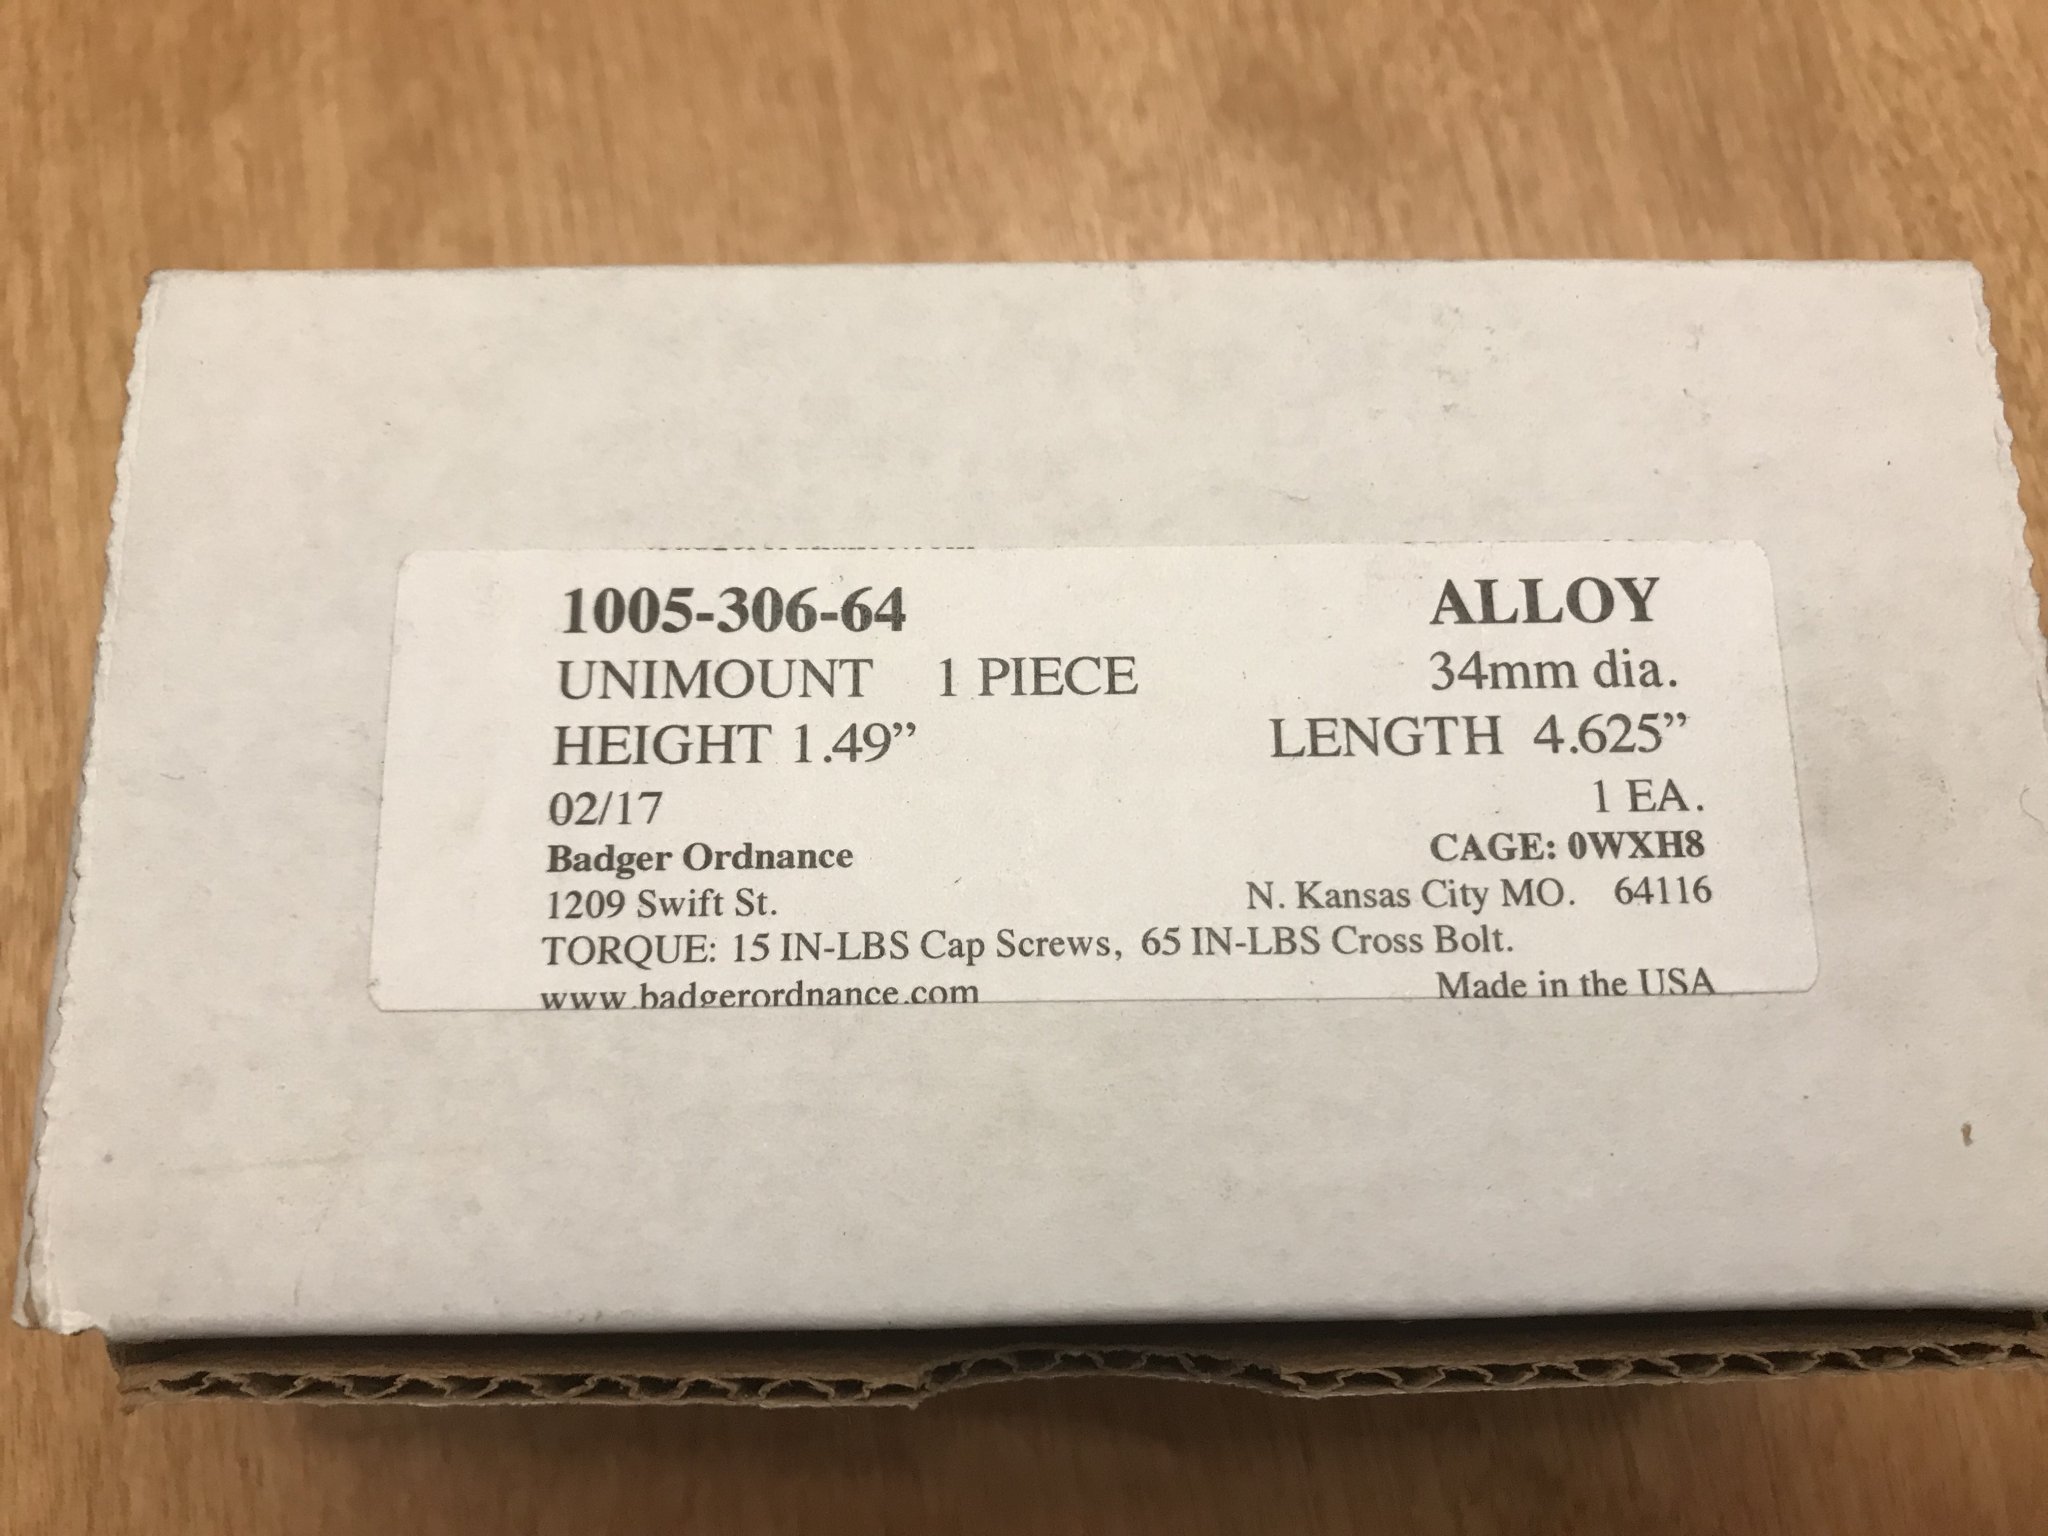 1005-306-64 ALLOY
UNIMOUNT 1 PIECE 34mm dia.
HEIGHT 1.49” LENGTH 4.625”
02/17 1 EA.
Badger Ordnance CAGE: 0WXH8
1209 Swift St. N. Kansas City MO. 64116
TORQUE: 15 IN-LBS Cap Screws, 65 IN-LBS Cross Bolt.
www.badgerordnance.com Made in the USA